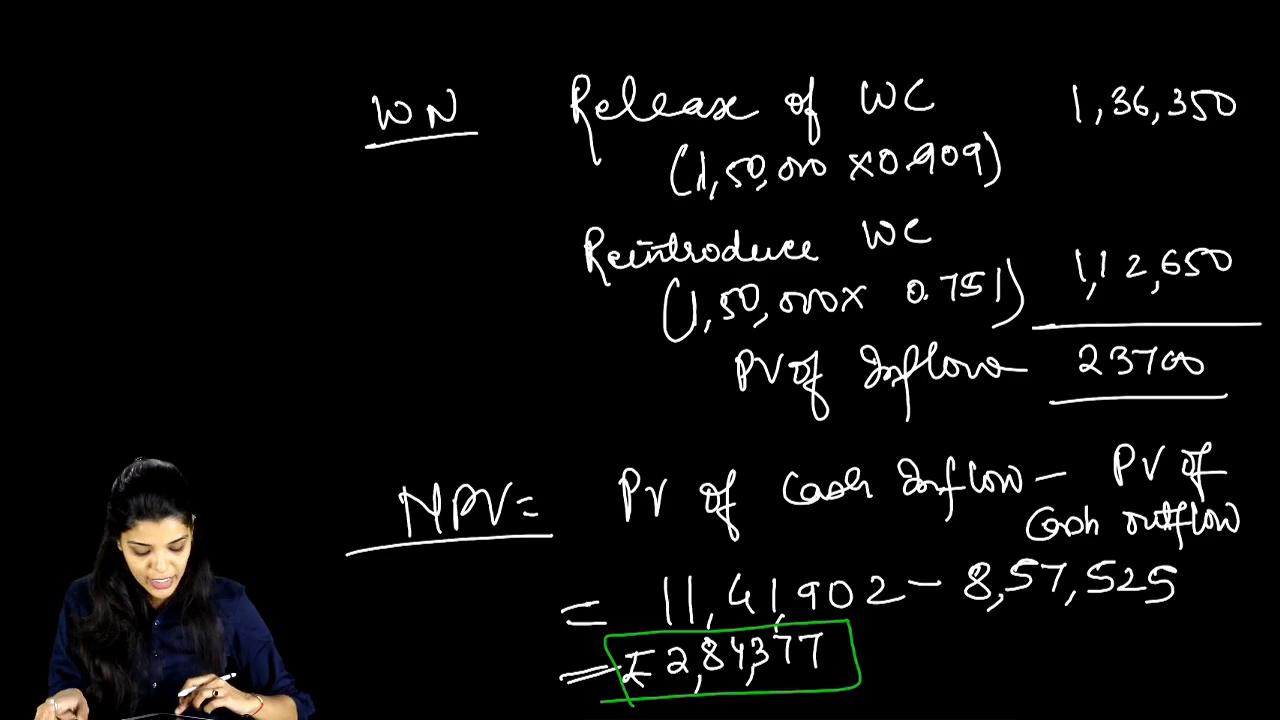 WN Release of WC 1,36,350
(1,50,000 × 0.909)
Reintroduce WC
(1,50,000 × 0.751) 1,12,650
PV of Inflow 23700
NPV = PV of Cash Inflow - PV of
Cash outflow
= 11,41,902 - 8,57,525
= ₹ 2,84,377